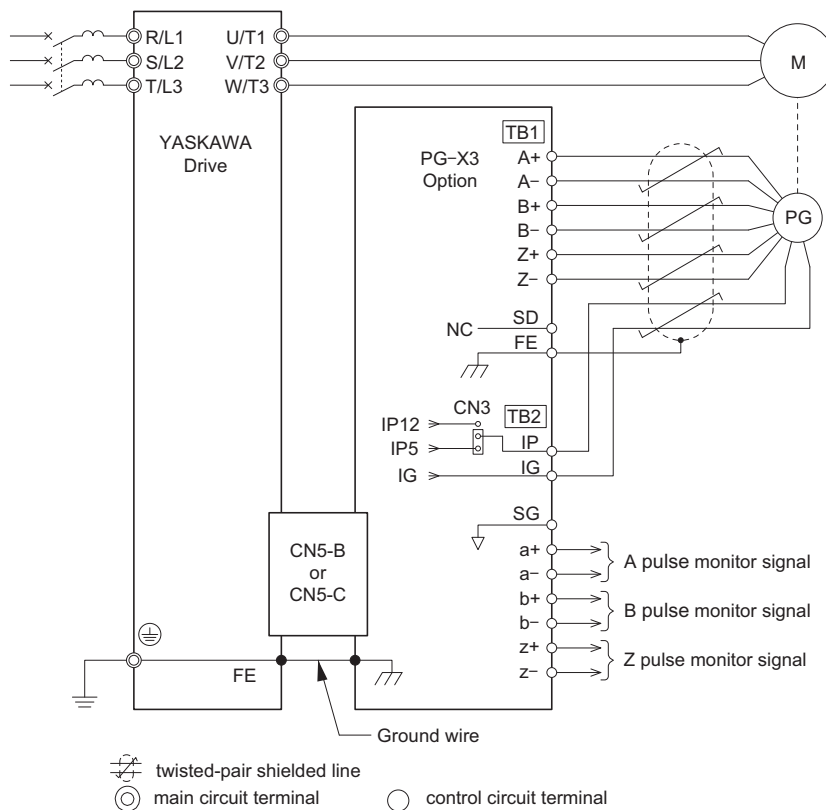 R/L1 U/T1
S/L2 V/T2
T/L3 W/T3
M
YASKAWA
Drive
TB1
PG−X3
Option
A+
A−
B+
B−
Z+
Z−
PG
NC
SD
FE
CN3
TB2
IP12
IP
IP5
IG
IG
SG
CN5-B
or
CN5-C
a+
a−
A pulse monitor signal
b+
b−
B pulse monitor signal
z+
z−
Z pulse monitor signal
FE
Ground wire
twisted-pair shielded line
main circuit terminal
control circuit terminal